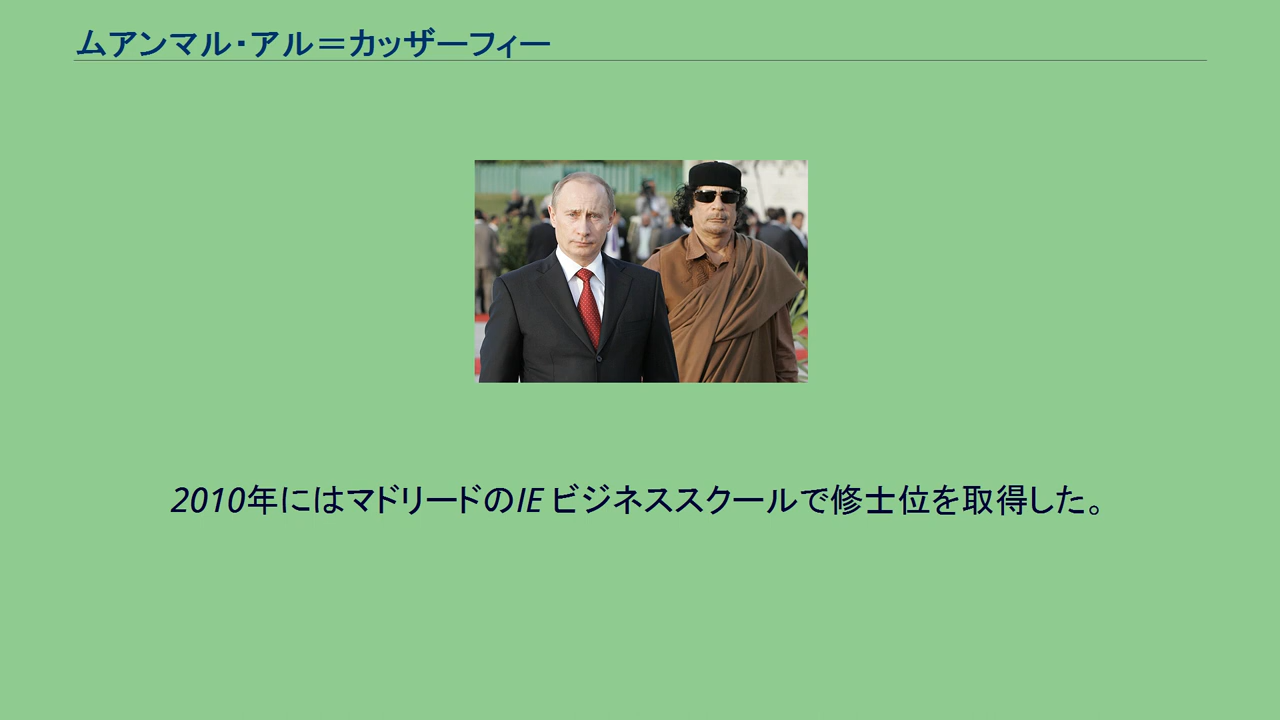 ムアンマル・アル＝カッザーフィー
2010年にはマドリードのIE ビジネススクールで修士位を取得した。